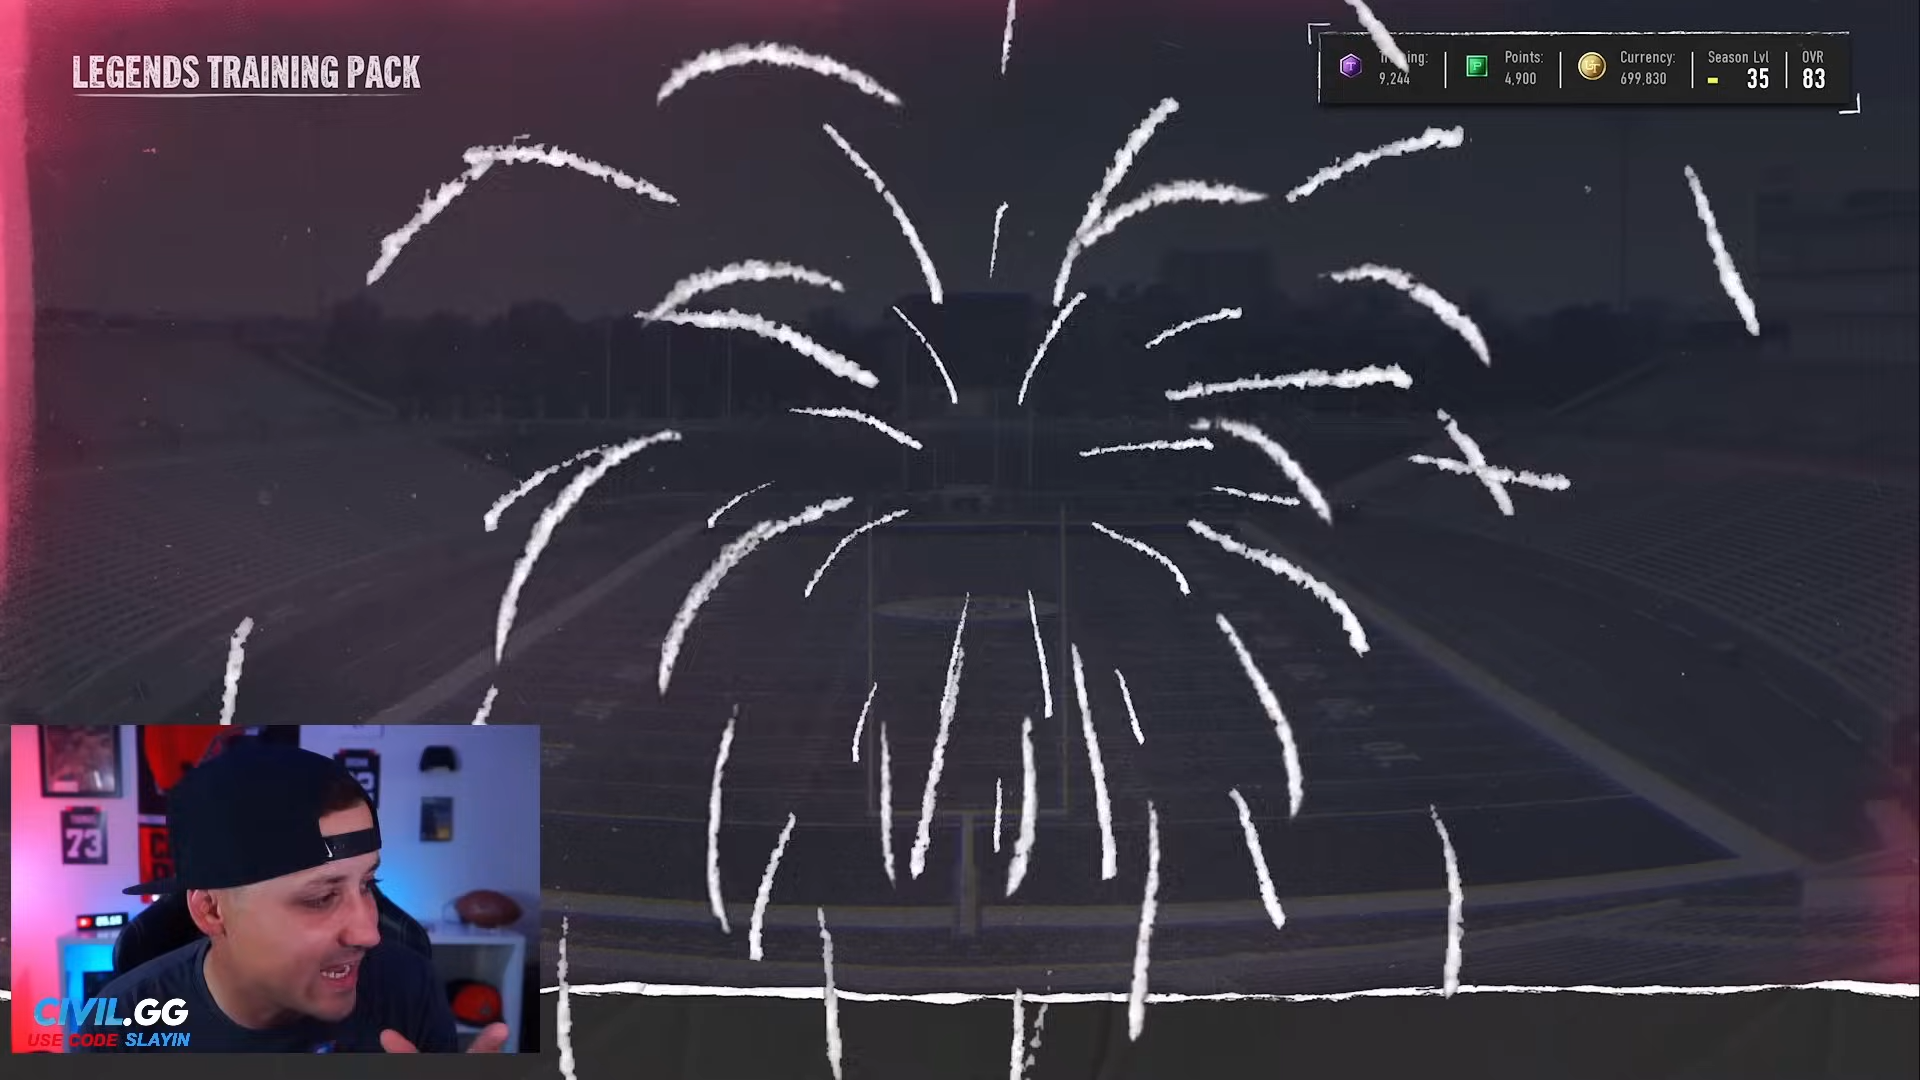 LEGENDS TRAINING PACK
Training: Points: Currency: Season Lvl OVR
9,244 4,900 699,830 35 83
73
CIVIL.GG
USE CODE SLAYIN